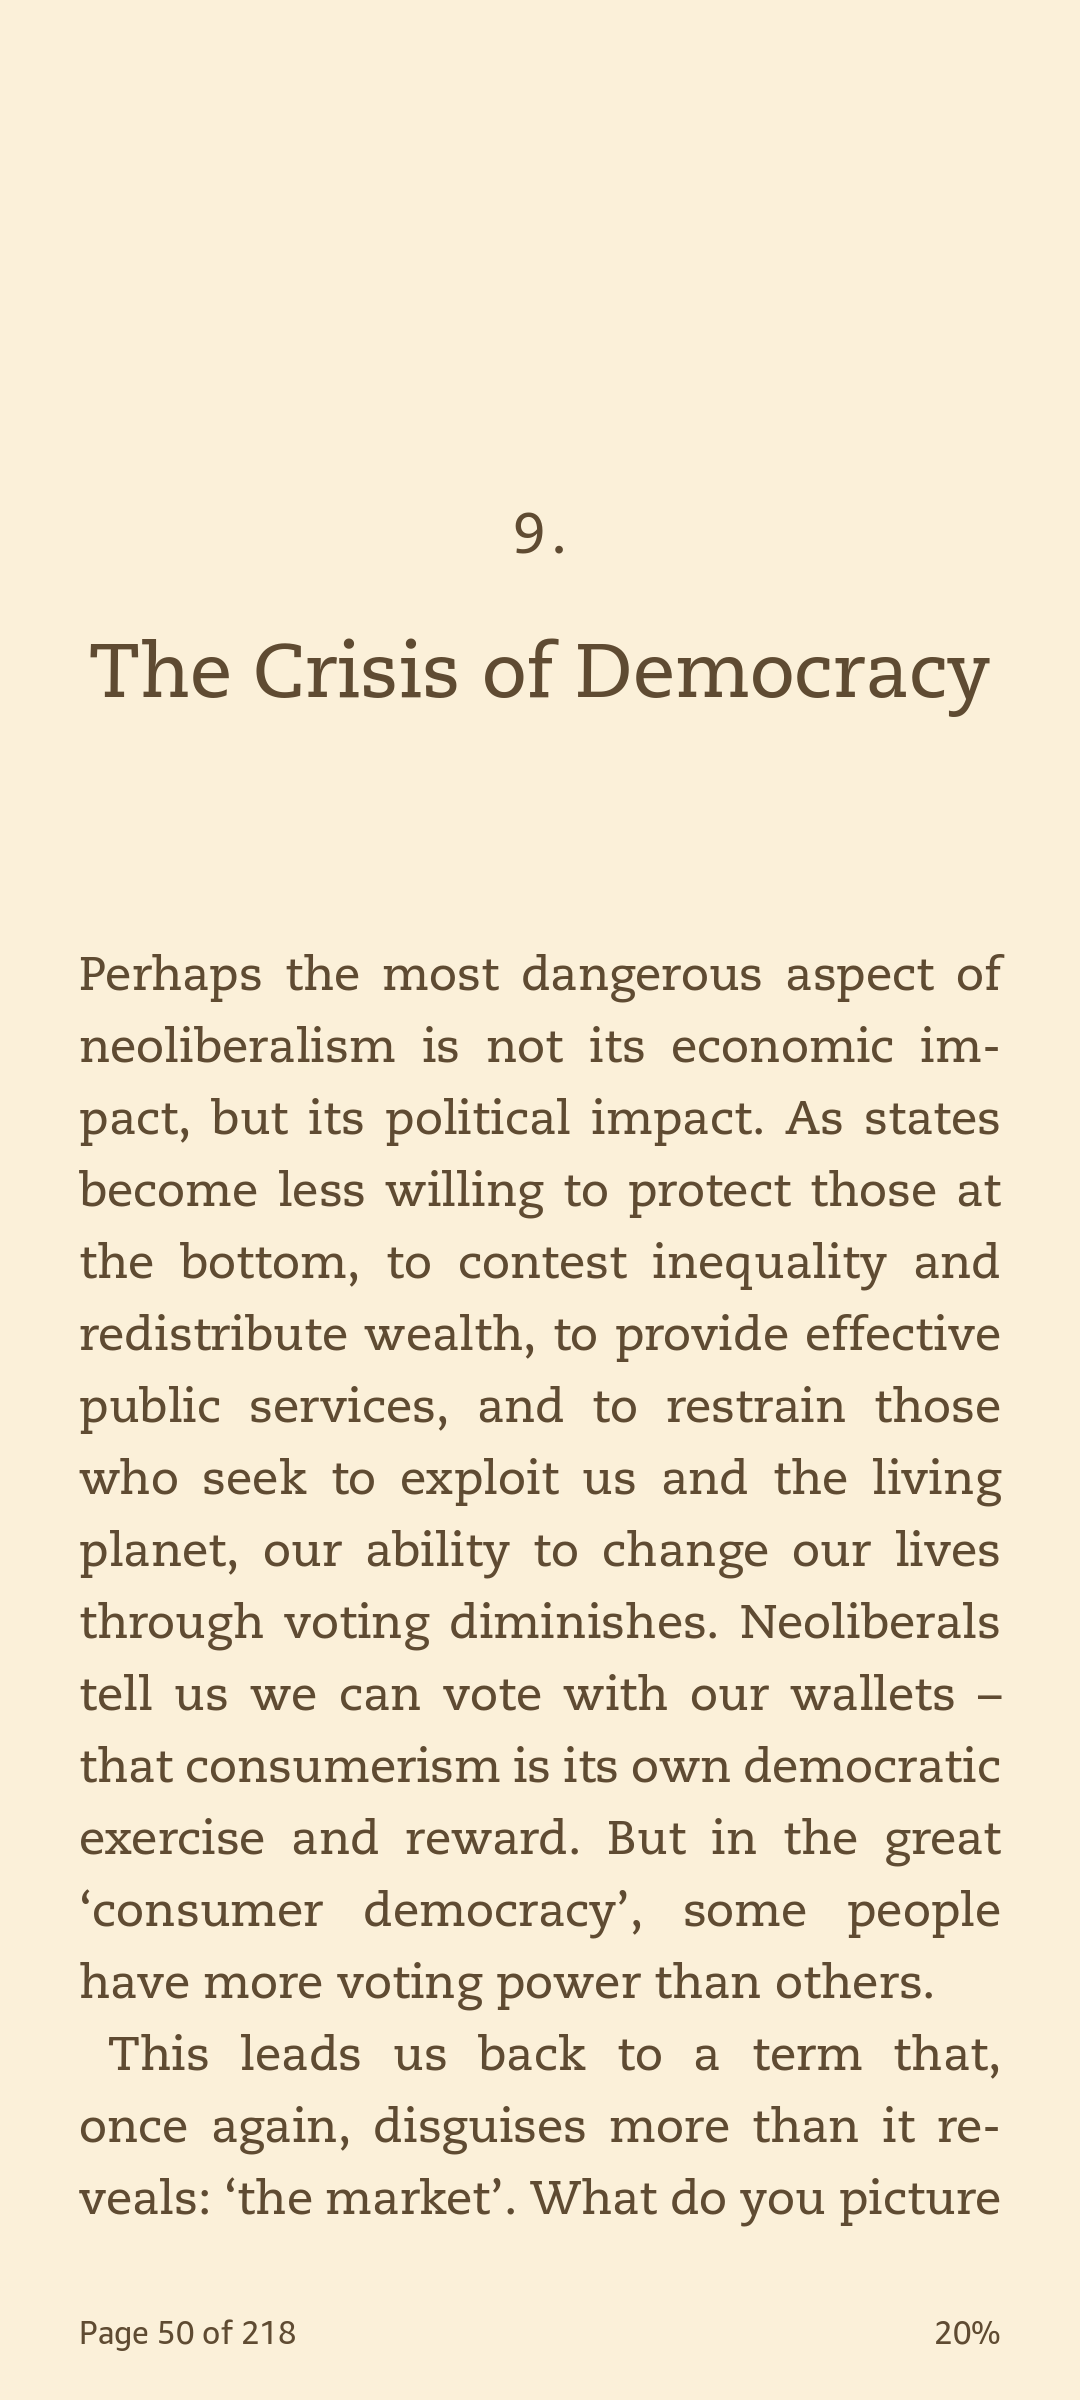 9.
The Crisis of Democracy
Perhaps the most dangerous aspect of
neoliberalism is not its economic im-
pact, but its political impact. As states
become less willing to protect those at
the bottom, to contest inequality and
redistribute wealth, to provide effective
public services, and to restrain those
who seek to exploit us and the living
planet, our ability to change our lives
through voting diminishes. Neoliberals
tell us we can vote with our wallets –
that consumerism is its own democratic
exercise and reward. But in the great
‘consumer democracy’, some people
have more voting power than others.
This leads us back to a term that,
once again, disguises more than it re-
veals: ‘the market’. What do you picture
Page 50 of 218
20%